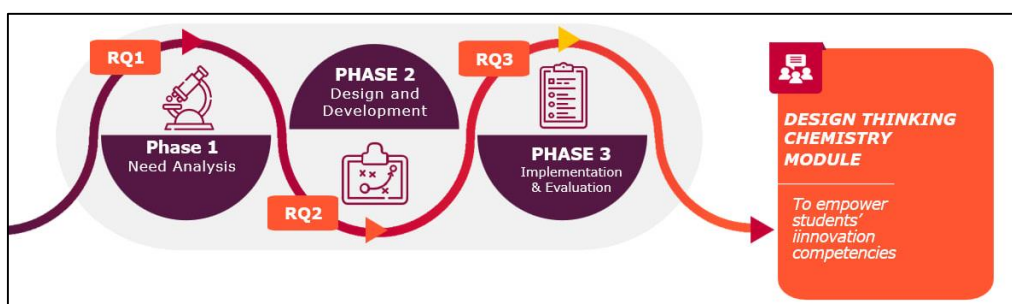 RQ1
Phase 1
Need Analysis
PHASE 2
Design and
Development
RQ2
RQ3
PHASE 3
Implementation
& Evaluation
DESIGN THINKING
CHEMISTRY
MODULE
To empower
students’
iinnovation
competencies